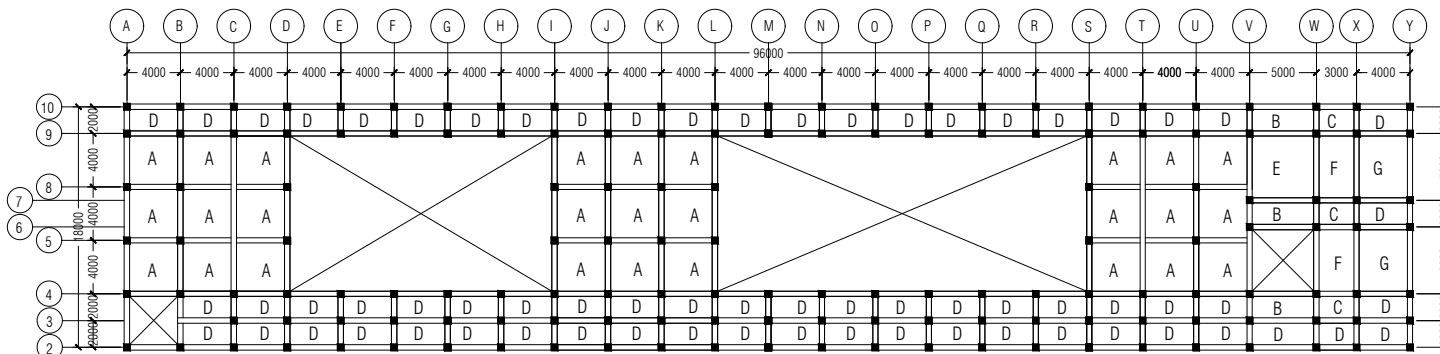 A B C D E F G H I J K L M N O P Q R S T U V W X Y
96000
4000 4000 4000 4000 4000 4000 4000 4000 4000 4000 4000 4000 4000 4000 4000 4000 4000 4000 4000 4000 4000 5000 3000 4000
10
2000 D D D D D D D D D D D D D D D D D D D D D B C D
9
4000 A A A A A A A A A E F G
8
7
18000 4000 A A A A A A A A A B C D
6
5
4000 A A A A A A A A A F G
4
2000 D D D D D D D D D D D D D D D D D D D D B C D
3
2000 D D D D D D D D D D D D D D D D D D D D D D D
2